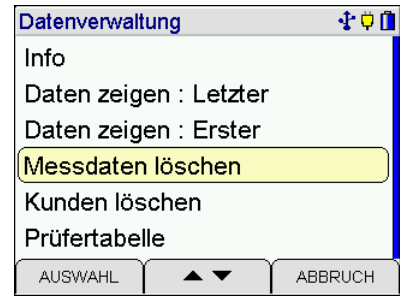 Datenverwaltung
Info
Daten zeigen : Letzter
Daten zeigen : Erster
Messdaten löschen
Kunden löschen
Prüfertabelle
AUSWAHL ▲ ▼ ABBRUCH